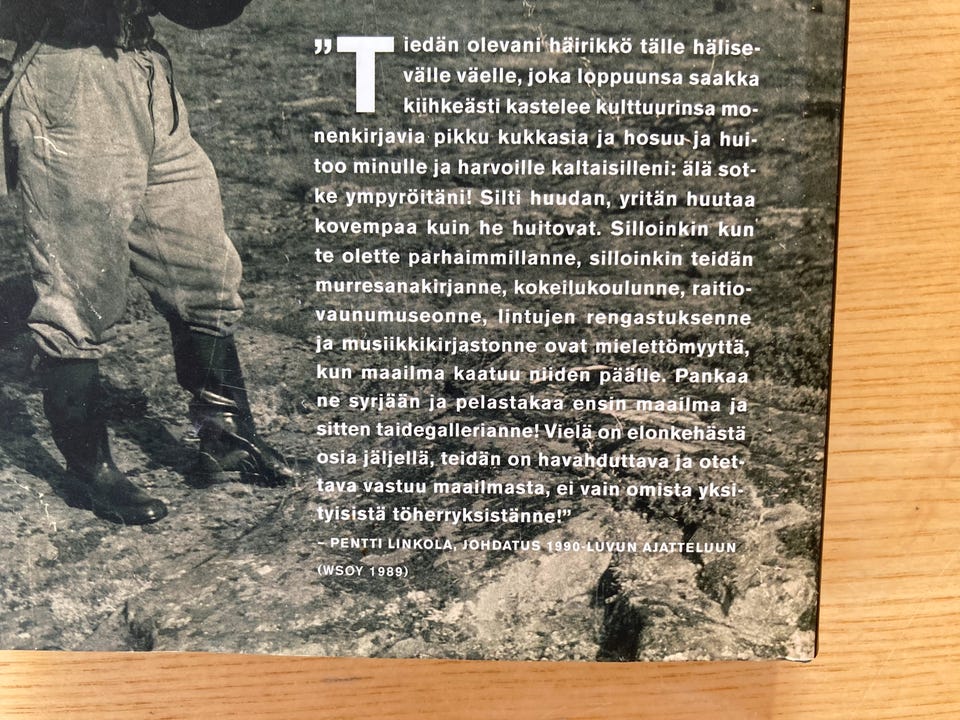 ”Tiedän olevani häirikkö tälle hälise-
välle väelle, joka loppuunsa saakka
kiihkeästi kastelee kulttuurinsa mo-
nenkirjavia pikku kukkasia ja hosuu ja hui-
too minulle ja harvoille kaltaisilleni: älä sot-
ke ympyröitäni! Silti huudan, yritän huutaa
kovempaa kuin he huitovat. Silloinkin kun
te olette parhaimmillanne, silloinkin teidän
murresanakirjanne, kokeilukoulunne, raitio-
vaunumuseonne, lintujen rengastuksenne
ja musiikkikirjastonne ovat mielettömyyttä,
kun maailma kaatuu niiden päälle. Pankaa
ne syrjään ja pelastakaa ensin maailma ja
sitten taidegallerianne! Vielä on elonkehästä
osia jäljellä, teidän on havahduttava ja otet-
tava vastuu maailmasta, ei vain omista yksi-
tyisistä töherryksistänne!”
– PENTTI LINKOLA, JOHDATUS 1990-LUVUN AJATTELUUN
(WSOY 1989)